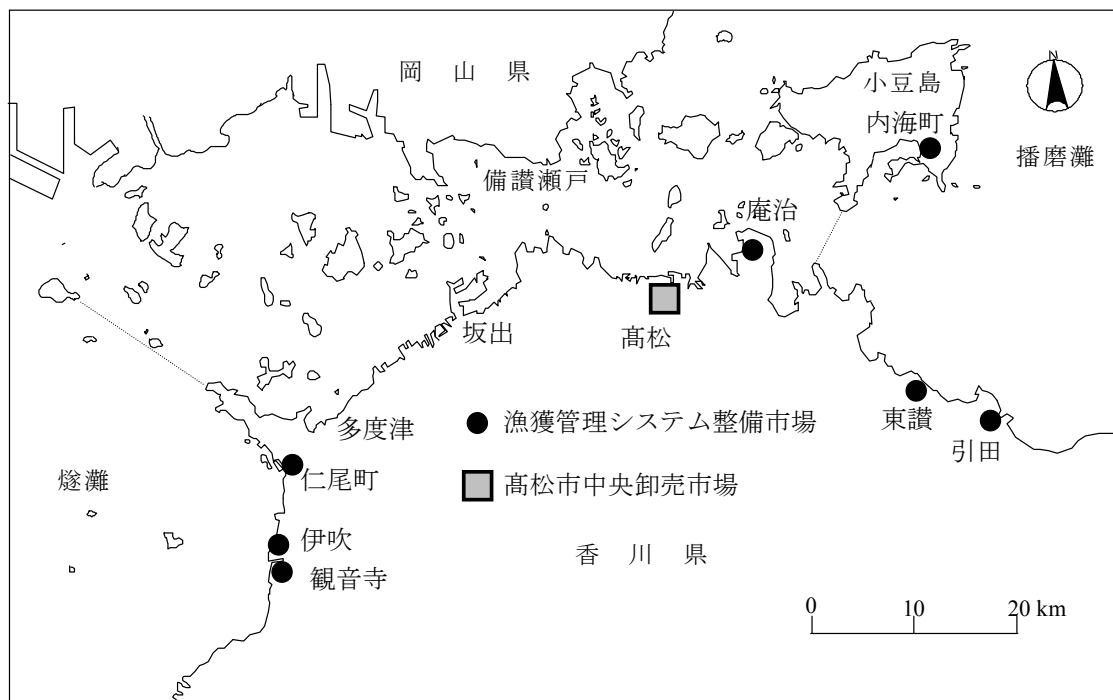 岡 山 県
N
小豆島
内海町
播磨灘
備讃瀬戸
庵治
坂出
髙松
多度津
漁獲管理システム整備市場
東讃
引田
燧灘
仁尾町
髙松市中央卸売市場
伊吹
香 川 県
観音寺
0 10 20 km